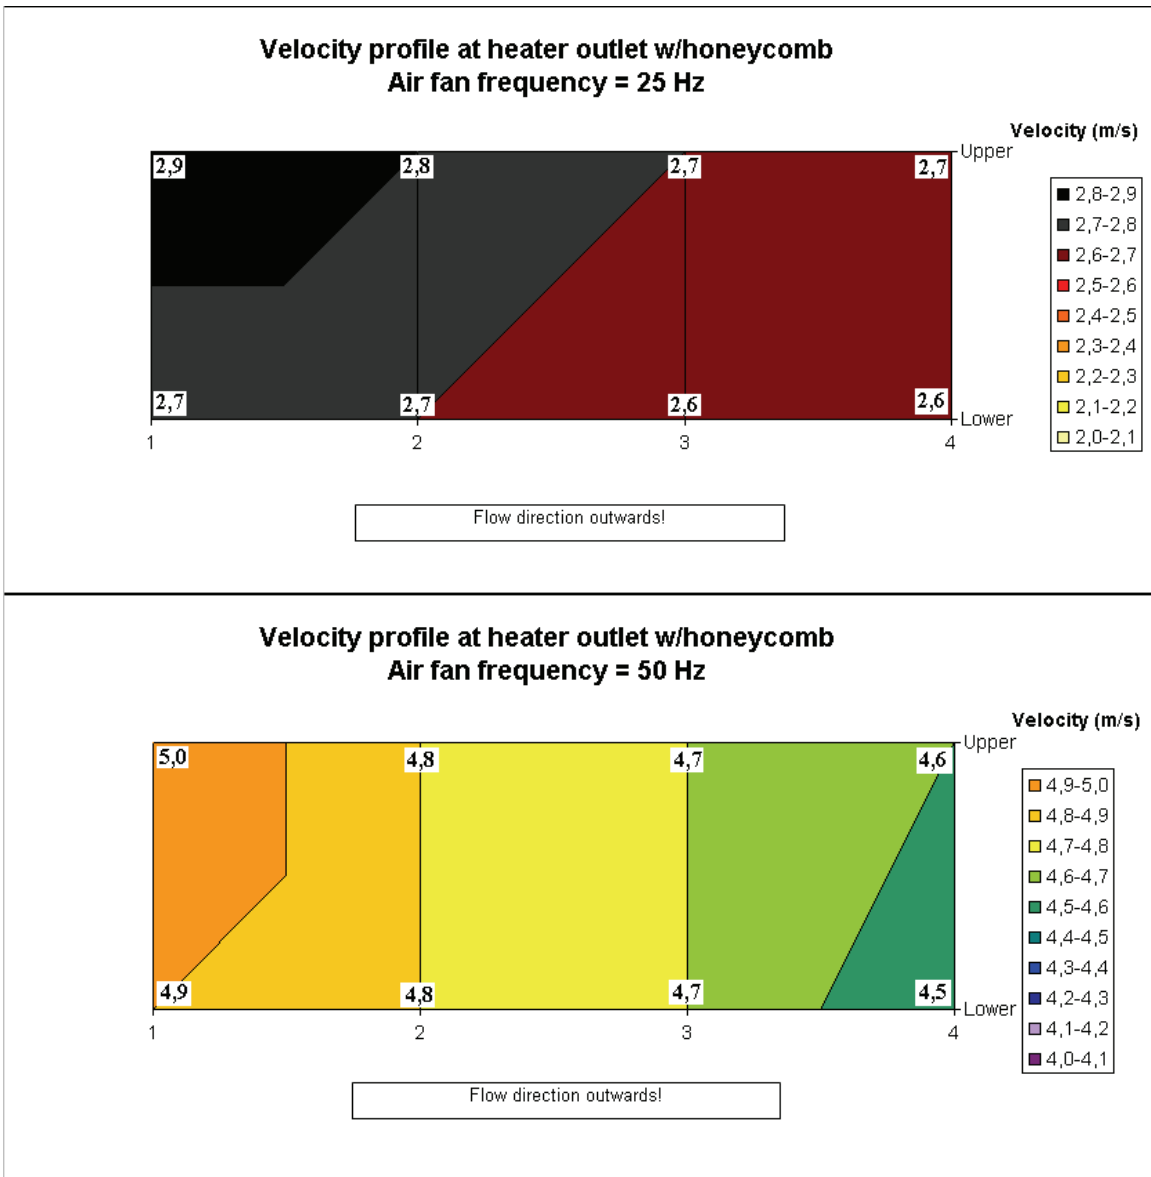 Velocity profile at heater outlet w/honeycomb
Air fan frequency = 25 Hz
Velocity (m/s)
2,9 2,8 2,7 2,7 Upper
2,8-2,9
2,7-2,8
2,6-2,7
2,5-2,6
2,4-2,5
2,3-2,4
2,2-2,3
2,1-2,2
2,0-2,1
2,7 2,7 2,6 2,6 Lower
1 2 3 4
Flow direction outwards!
Velocity profile at heater outlet w/honeycomb
Air fan frequency = 50 Hz
Velocity (m/s)
5,0 4,8 4,7 4,6 Upper
4,9-5,0
4,8-4,9
4,7-4,8
4,6-4,7
4,5-4,6
4,4-4,5
4,3-4,4
4,2-4,3
4,1-4,2
4,0-4,1
4,9 4,8 4,7 4,5 Lower
1 2 3 4
Flow direction outwards!